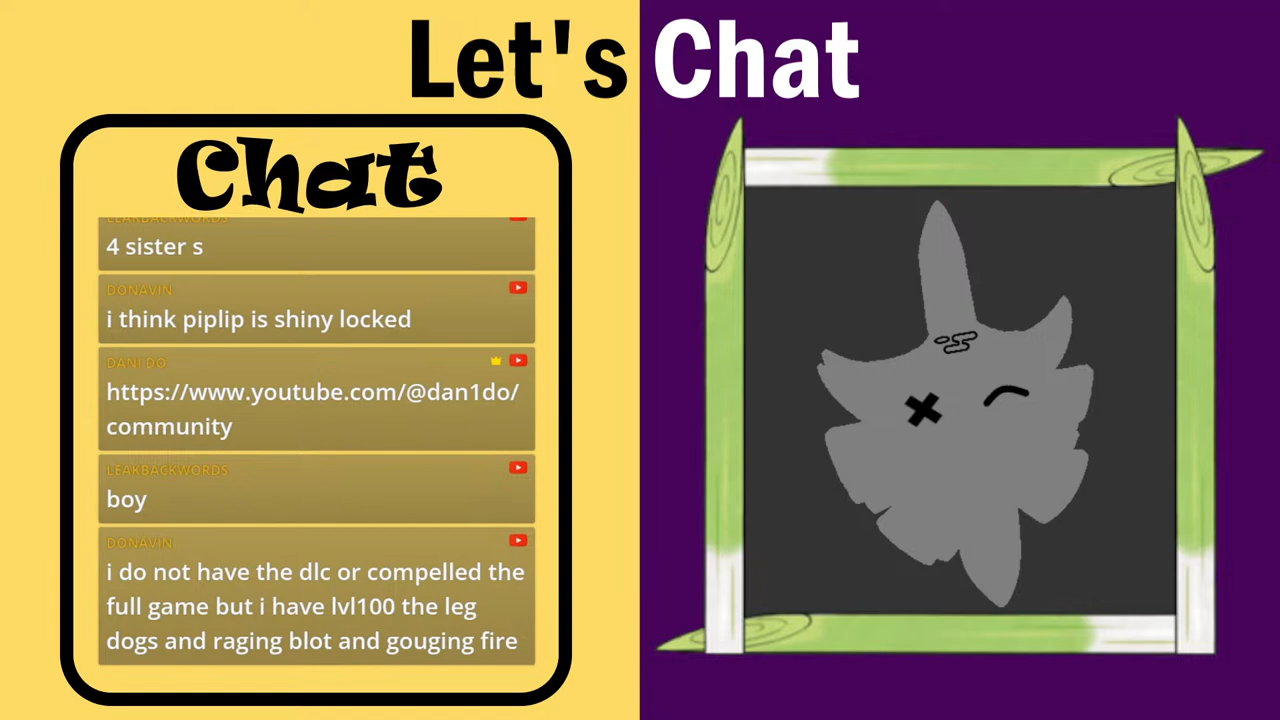 Let's Chat
Chat
LEAKBACKWORDS
4 sister s
DONAVIN
i think piplip is shiny locked
DANI DO
https://www.youtube.com/@dan1do/
community
LEAKBACKWORDS
boy
DONAVIN
i do not have the dlc or compelled the
full game but i have lvl100 the leg
dogs and raging blot and gouging fire